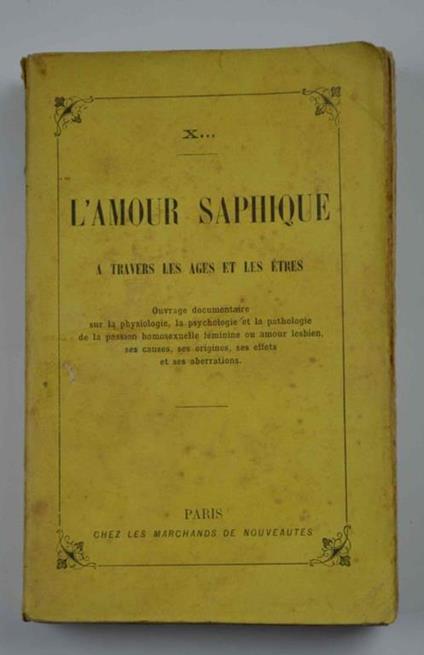 X...
L'AMOUR SAPHIQUE
A TRAVERS LES AGES ET LES ÊTRES
Ouvrage documentaire
sur la physiologie, la psychologie et la pathologie
de la passion homosexuelle féminine ou amour lesbien,
ses causes, ses origines, ses effets
et ses aberrations.
PARIS
CHEZ LES MARCHANDS DE NOUVEAUTES